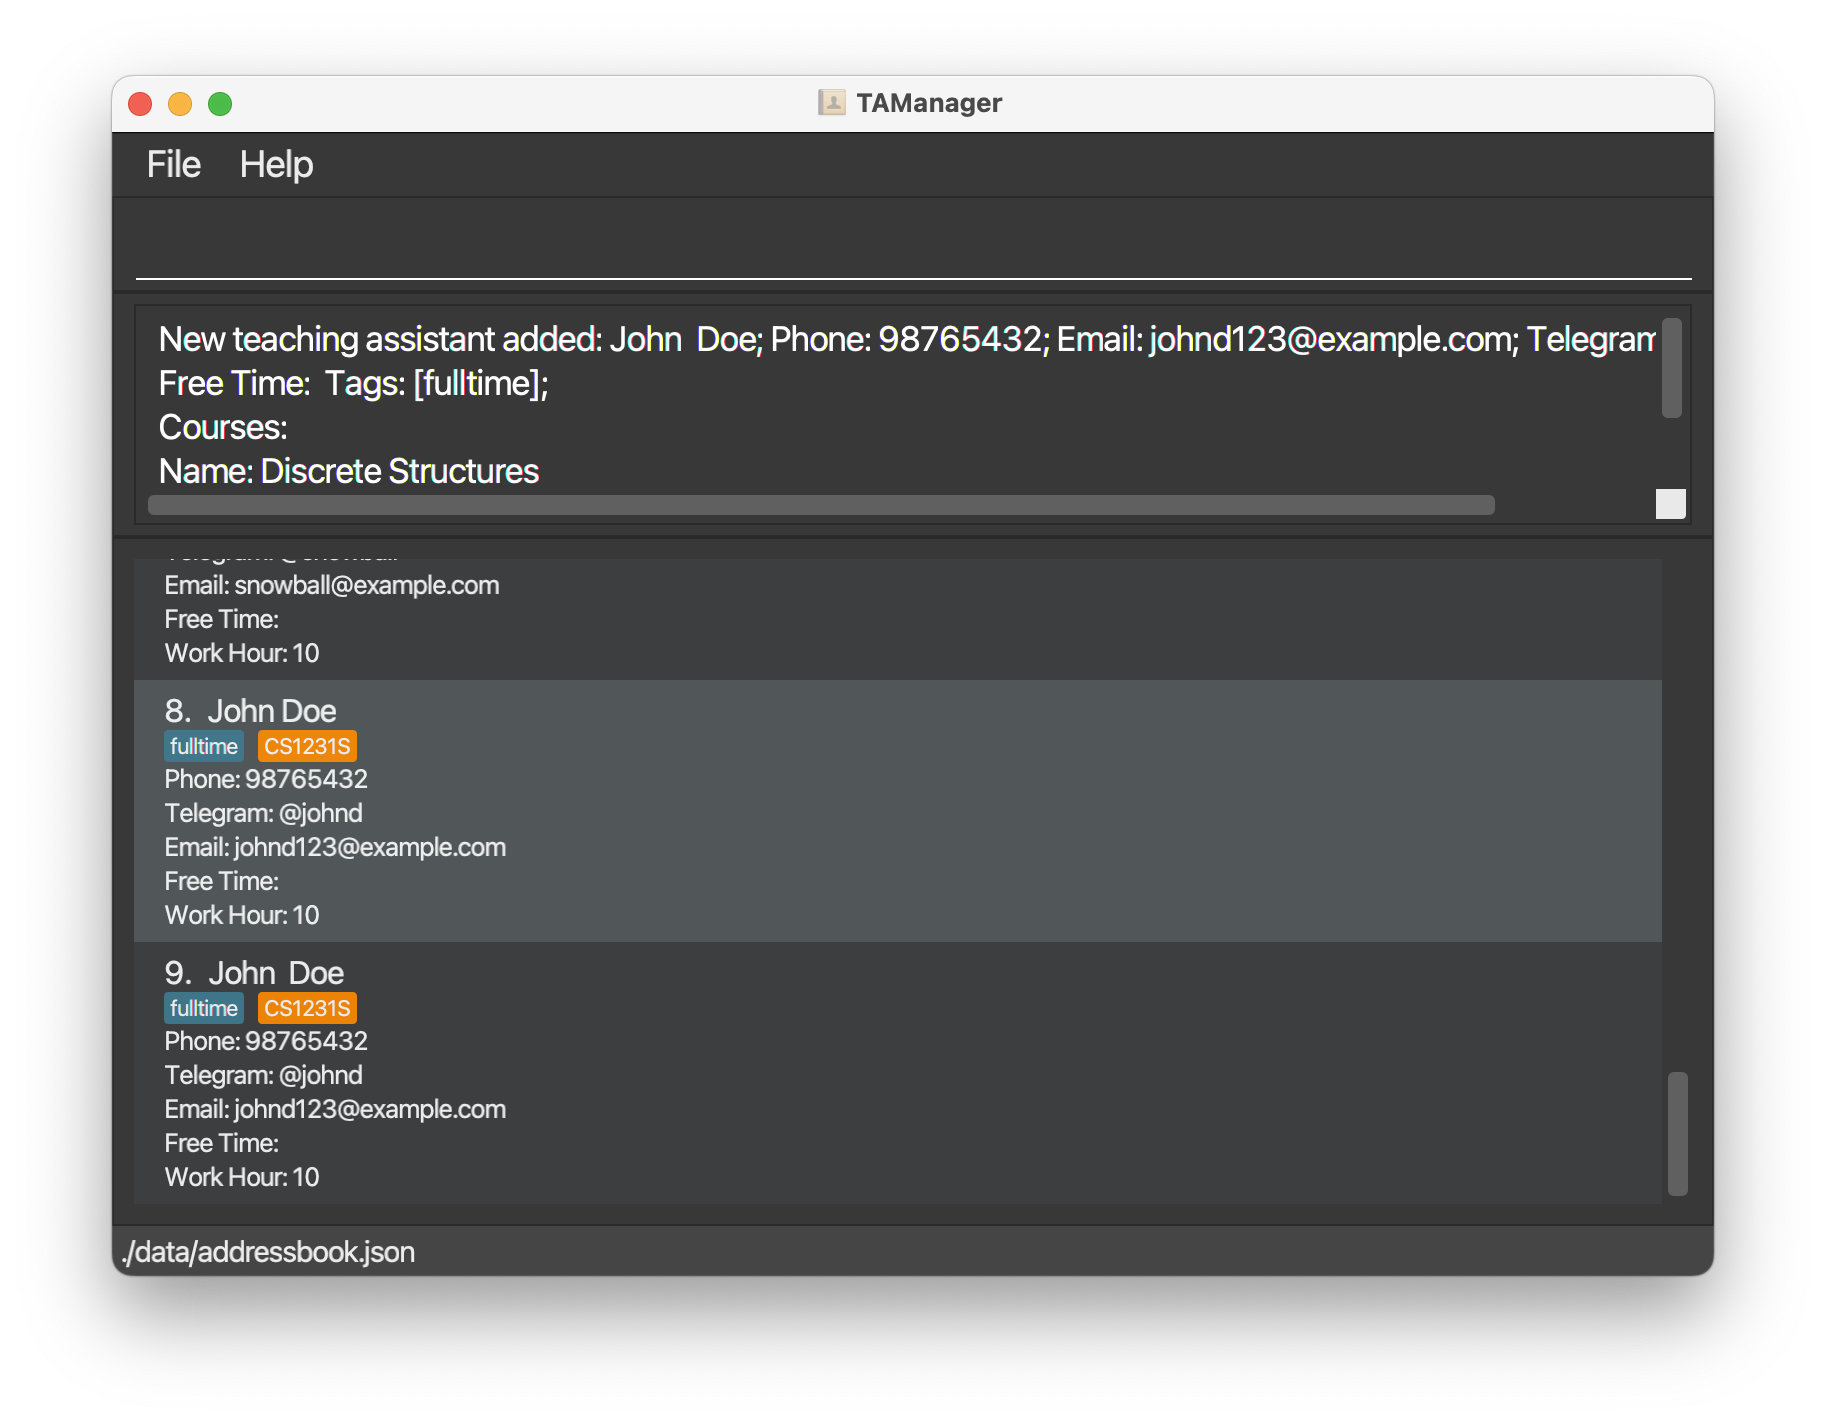 TAManager
File Help
New teaching assistant added: John  Doe; Phone: 98765432; Email: johnd123@example.com; Telegram
Free Time:  Tags: [fulltime];
Courses:
Name: Discrete Structures
Telegram: @snowball
Email: snowball@example.com
Free Time:
Work Hour: 10
8. John Doe
fulltime CS1231S
Phone: 98765432
Telegram: @johnd
Email: johnd123@example.com
Free Time:
Work Hour: 10
9. John  Doe
fulltime CS1231S
Phone: 98765432
Telegram: @johnd
Email: johnd123@example.com
Free Time:
Work Hour: 10
./data/addressbook.json